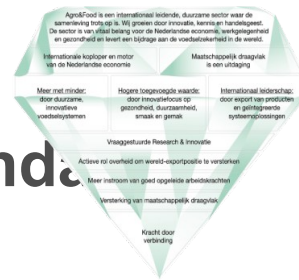 Agro&Food is een internationaal leidende, duurzame sector waar de
samenleving trots is. Wij groeien door innovatie, kennis en handelsgeest.
De sector is van vitaal belang voor de Nederlandse economie, werkgelegenheid
en gezondheid en levert een bijdrage aan de voedselzekerheid in de wereld.
Internationale koploper en motor
van de Nederlandse economie
Maatschappelijk draagvlak
is een uitdaging
Meer met minder:
door duurzame,
innovatieve
voedselsystemen
Hogere toegevoegde waarde:
door innovatiefocus op
gezondheid, duurzaamheid,
smaak en gemak
Internationaal leiderschap:
door export van producten
en geïntegreerde
systeemoplossingen
Vraaggestuurde Research & Innovatie
nda
Actieve rol overheid om wereld-exportpositie te versterken
Meer instroom van goed opgeleide arbeidskrachten
Versterking van maatschappelijk draagvlak
Kracht door
verbinding